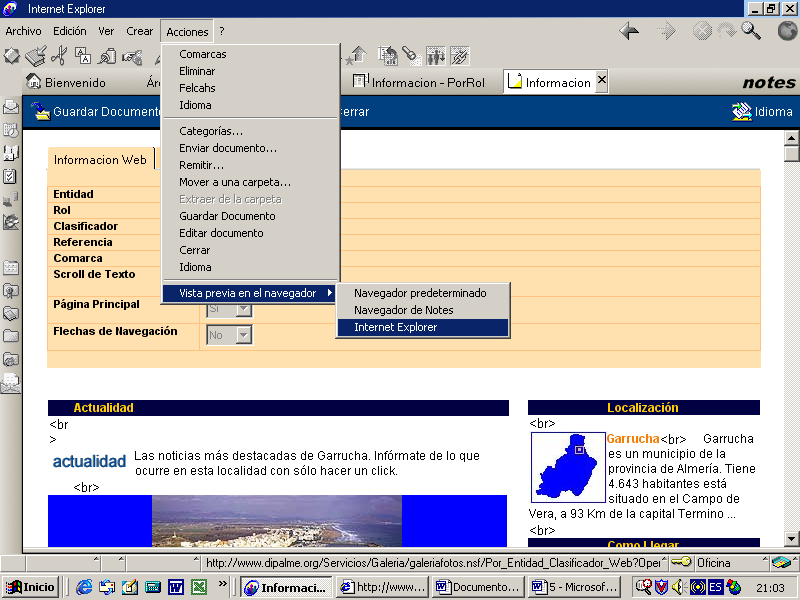 Internet Explorer
Archivo Edición Ver Crear Acciones ?
Bienvenido
Informacion - PorRol
Informacion
notes
Guardar Documento
Idioma
Comarcas
Eliminar
Felcahs
Idioma
Categorías...
Enviar documento...
Remitir...
Mover a una carpeta...
Extraer de la carpeta
Guardar Documento
Editar documento
Cerrar
Idioma
Vista previa en el navegador
Navegador predeterminado
Navegador de Notes
Internet Explorer
Informacion Web
Entidad
Rol
Clasificador
Referencia
Comarca
Scroll de Texto
Página Principal
Sí
Flechas de Navegación
No
Actualidad
<br
>
actualidad
Las noticias más destacadas de Garrucha. Infórmate de lo que
ocurre en esta localidad con sólo hacer un click.
<br>
Localización
<br>
Garrucha<br> Garrucha
es un municipio de la
provincia de Almería. Tiene
4.643 habitantes está
situado en el Campo de
Vera, a 93 Km de la capital Termino ...
<br>
Como Llegar
http://www.dipalme.org/Servicios/Galeria/galeriafotos.nsf/Por_Entidad_Clasificador_Web?Oper
Oficina
Inicio
»
Informaci...
http://www....
Documento...
5 - Microsof...
ES
21:03